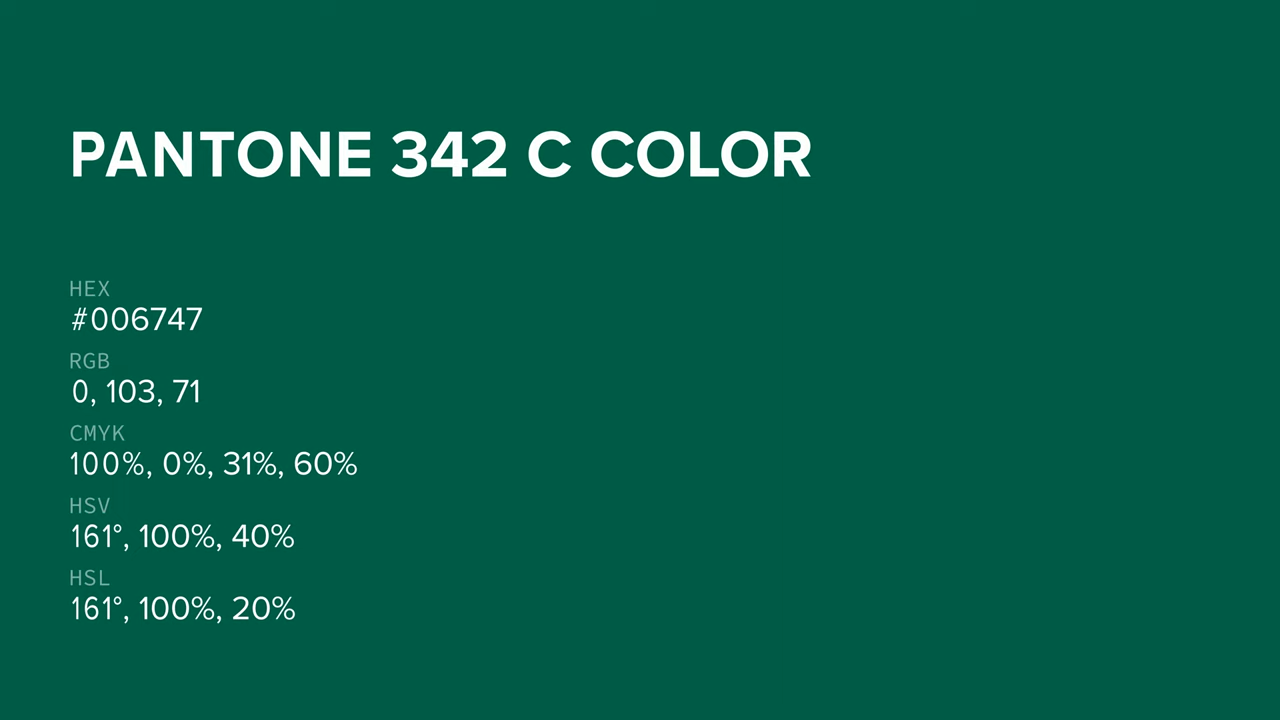 PANTONE 342 C COLOR
HEX
#006747
RGB
0, 103, 71
CMYK
100%, 0%, 31%, 60%
HSV
161°, 100%, 40%
HSL
161°, 100%, 20%